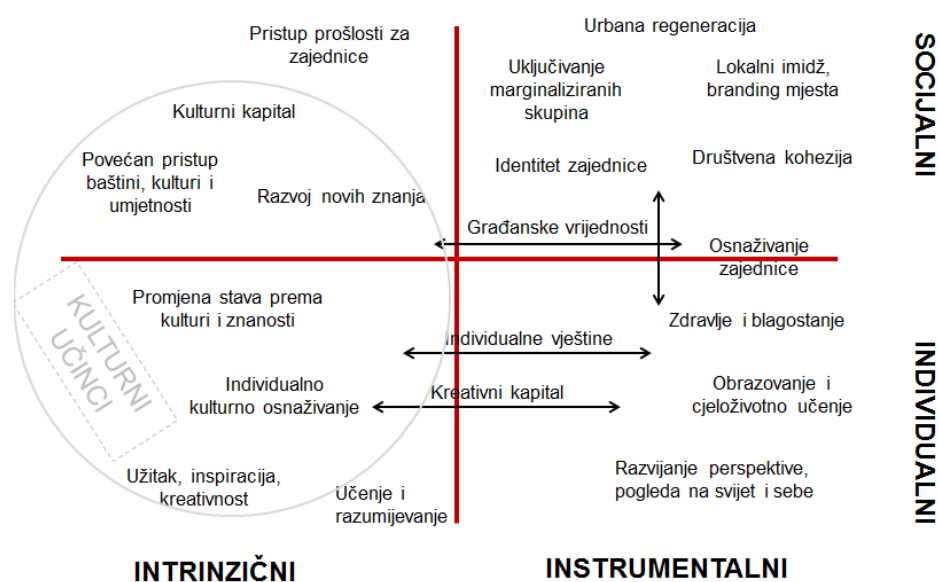 Pristup prošlosti za
zajednice
Kulturni kapital
Povećan pristup
baštini, kulturi i
umjetnosti
Razvoj novih znanja
Urbana regeneracija
Uključivanje
marginaliziranih
skupina
Lokalni imidž,
branding mjesta
Identitet zajednice
Društvena kohezija
Građanske vrijednosti
Osnaživanje
zajednice
SOCIJALNI
Promjena stava prema
kulturi i znanosti
KULTURNI
UČINCI
Individualno
kulturno osnaživanje
Užitak, inspiracija,
kreativnost
Učenje i
razumijevanje
Zdravlje i blagostanje
Individualne vještine
Kreativni kapital
Obrazovanje i
cjeloživotno učenje
Razvijanje perspektive,
pogleda na svijet i sebe
INDIVIDUALNI
INTRINZIČNI
INSTRUMENTALNI